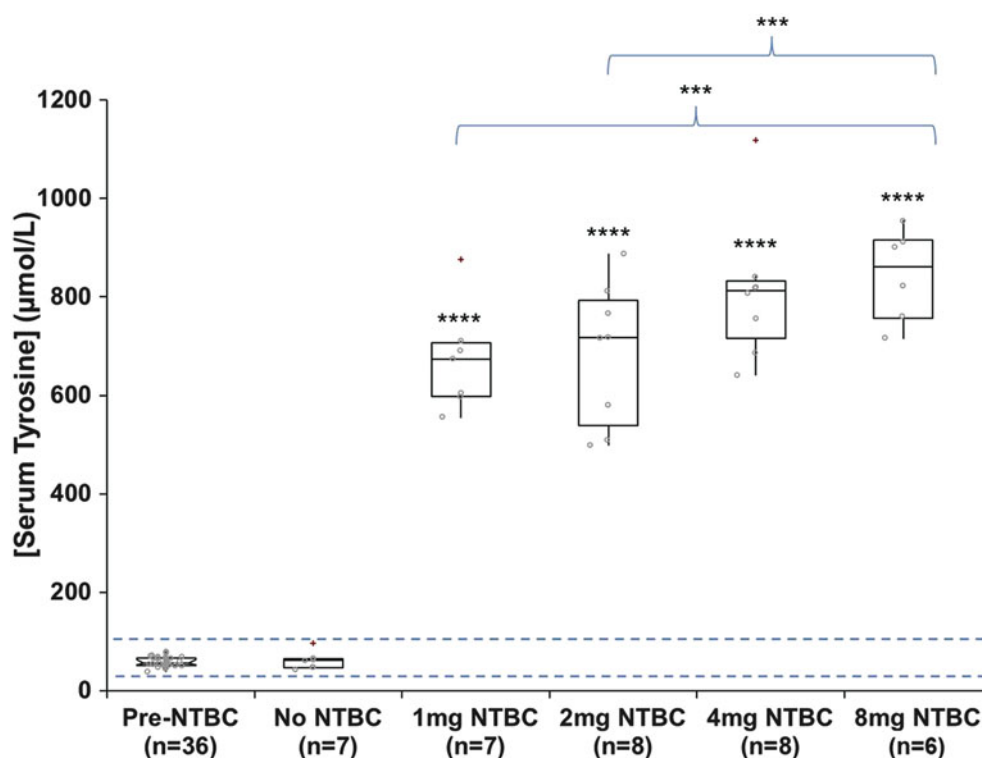 ***
***
1200
1000
800
600
400
200
0
[Serum Tyrosine] (µmol/L)
****
****
****
****
Pre-NTBC
(n=36)
No NTBC
(n=7)
1mg NTBC
(n=7)
2mg NTBC
(n=8)
4mg NTBC
(n=8)
8mg NTBC
(n=6)